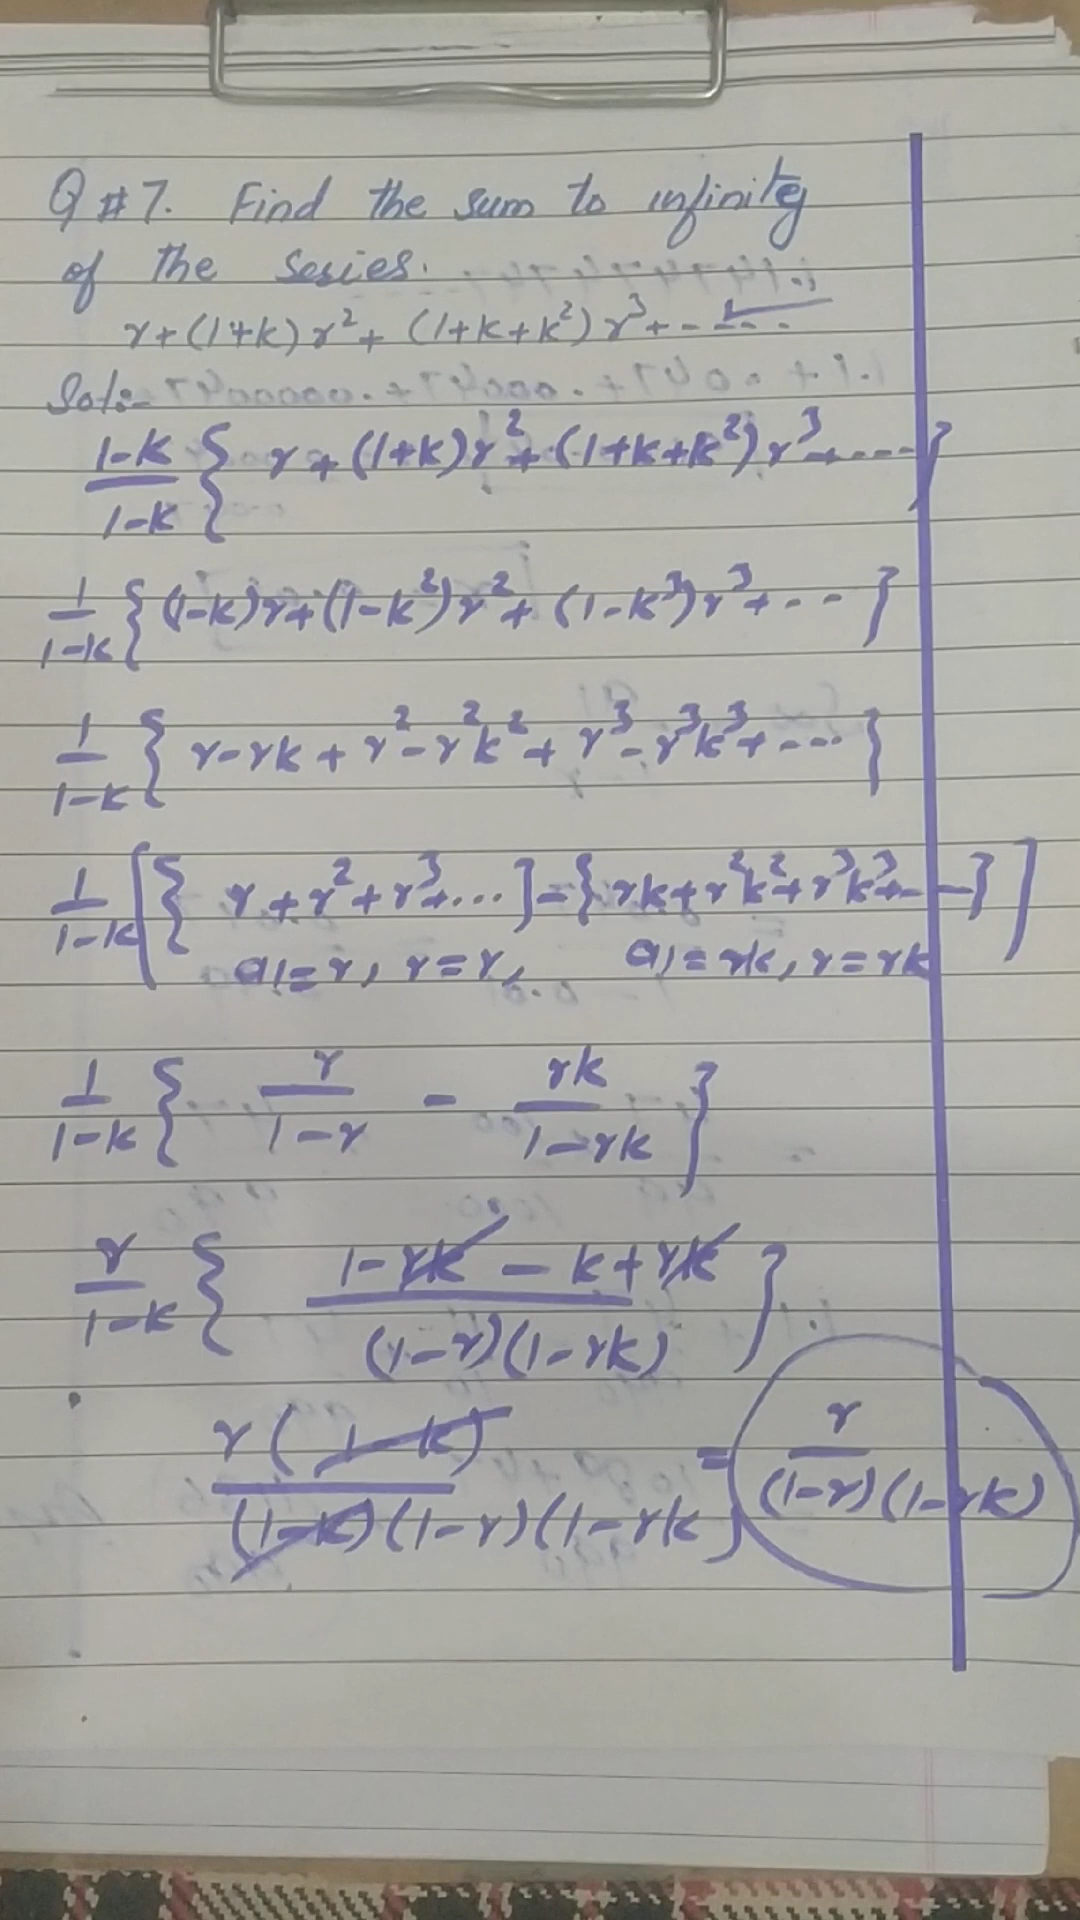 Q #7. Find the sum to infinity
of the series.
r+(1+k)r²+(1+k+k²)r³+------
Sol:-
1-k/1-k { r+(1+k)r²+(1+k+k²)r³+---- }
1/1-k { (1-k)r+(1-k²)r²+(1-k³)r³+--- }
1/1-k { r-rk+r²-r²k²+r³-r³k³+---- }
1/1-k [ { r+r²+r³+... } - { rk+r²k²+r³k³+--- } ]
a₁=r, r=r, a₁=rk, r=rk
1/1-k { r/1-r - rk/1-rk }
r/1-k { 1-rk-k+rk/(1-r)(1-rk) }
r(1-k)/(1-k)(1-r)(1-rk) = r/(1-r)(1-rk)